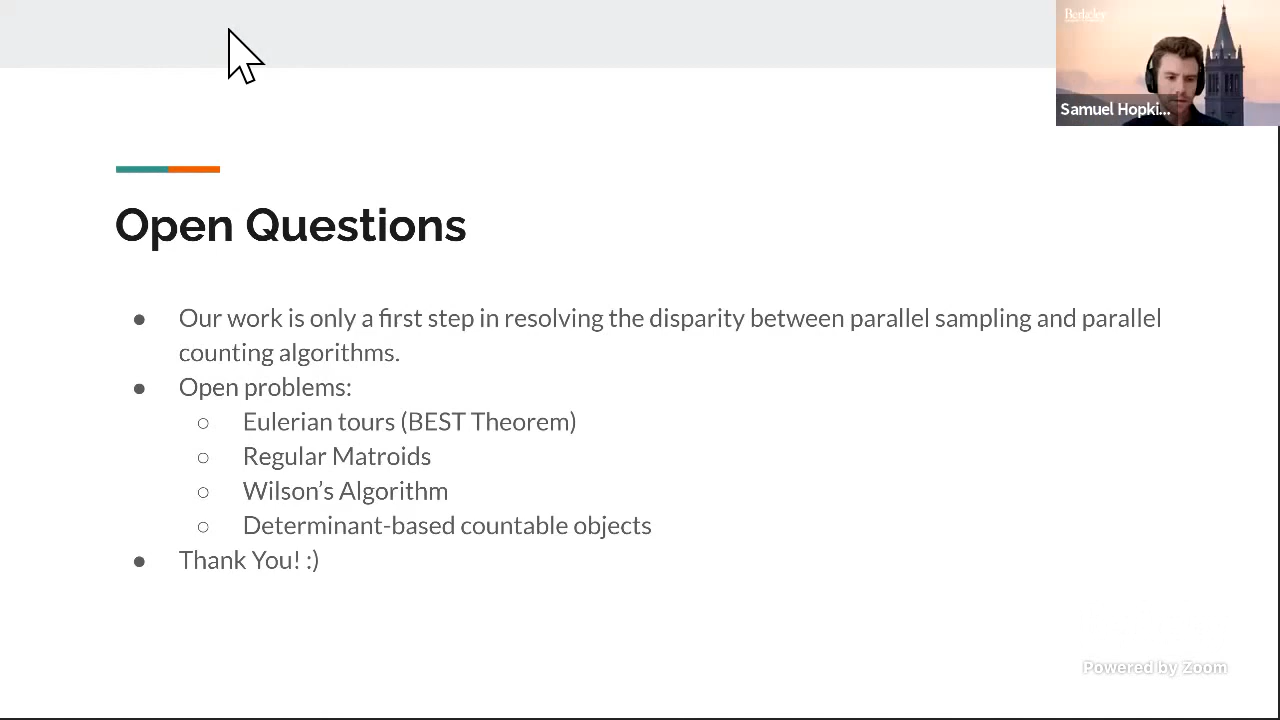 Berkeley
Samuel Hopki...
Open Questions
● Our work is only a first step in resolving the disparity between parallel sampling and parallel
counting algorithms.
● Open problems:
○ Eulerian tours (BEST Theorem)
○ Regular Matroids
○ Wilson’s Algorithm
○ Determinant-based countable objects
● Thank You! :)
Powered by Zoom